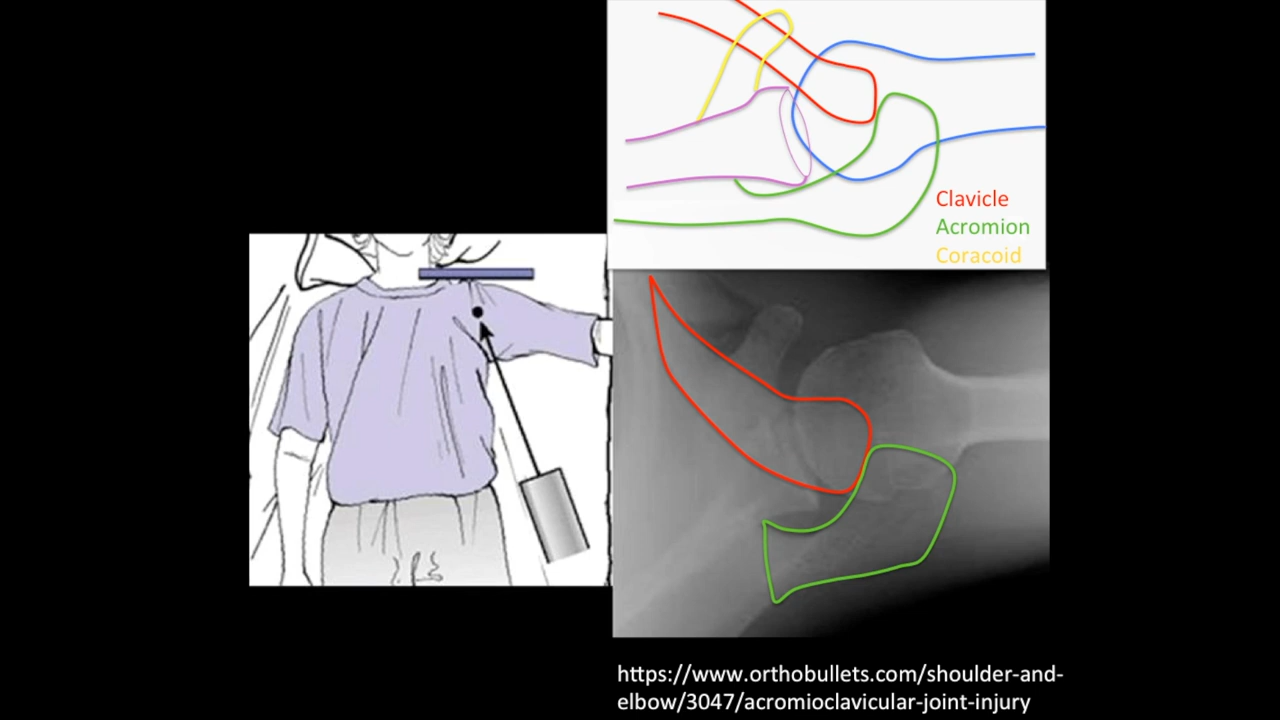 Clavicle
Acromion
Coracoid
https://www.orthobullets.com/shoulder-and-
elbow/3047/acromioclavicular-joint-injury